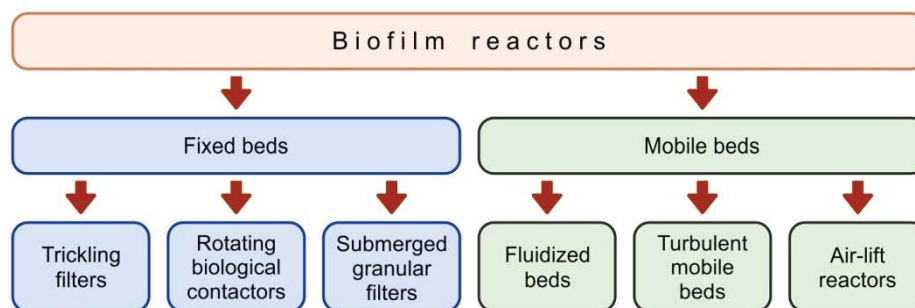 Biofilm reactors
Fixed beds
Mobile beds
Trickling
filters
Rotating
biological
contactors
Submerged
granular
filters
Fluidized
beds
Turbulent
mobile
beds
Air-lift
reactors